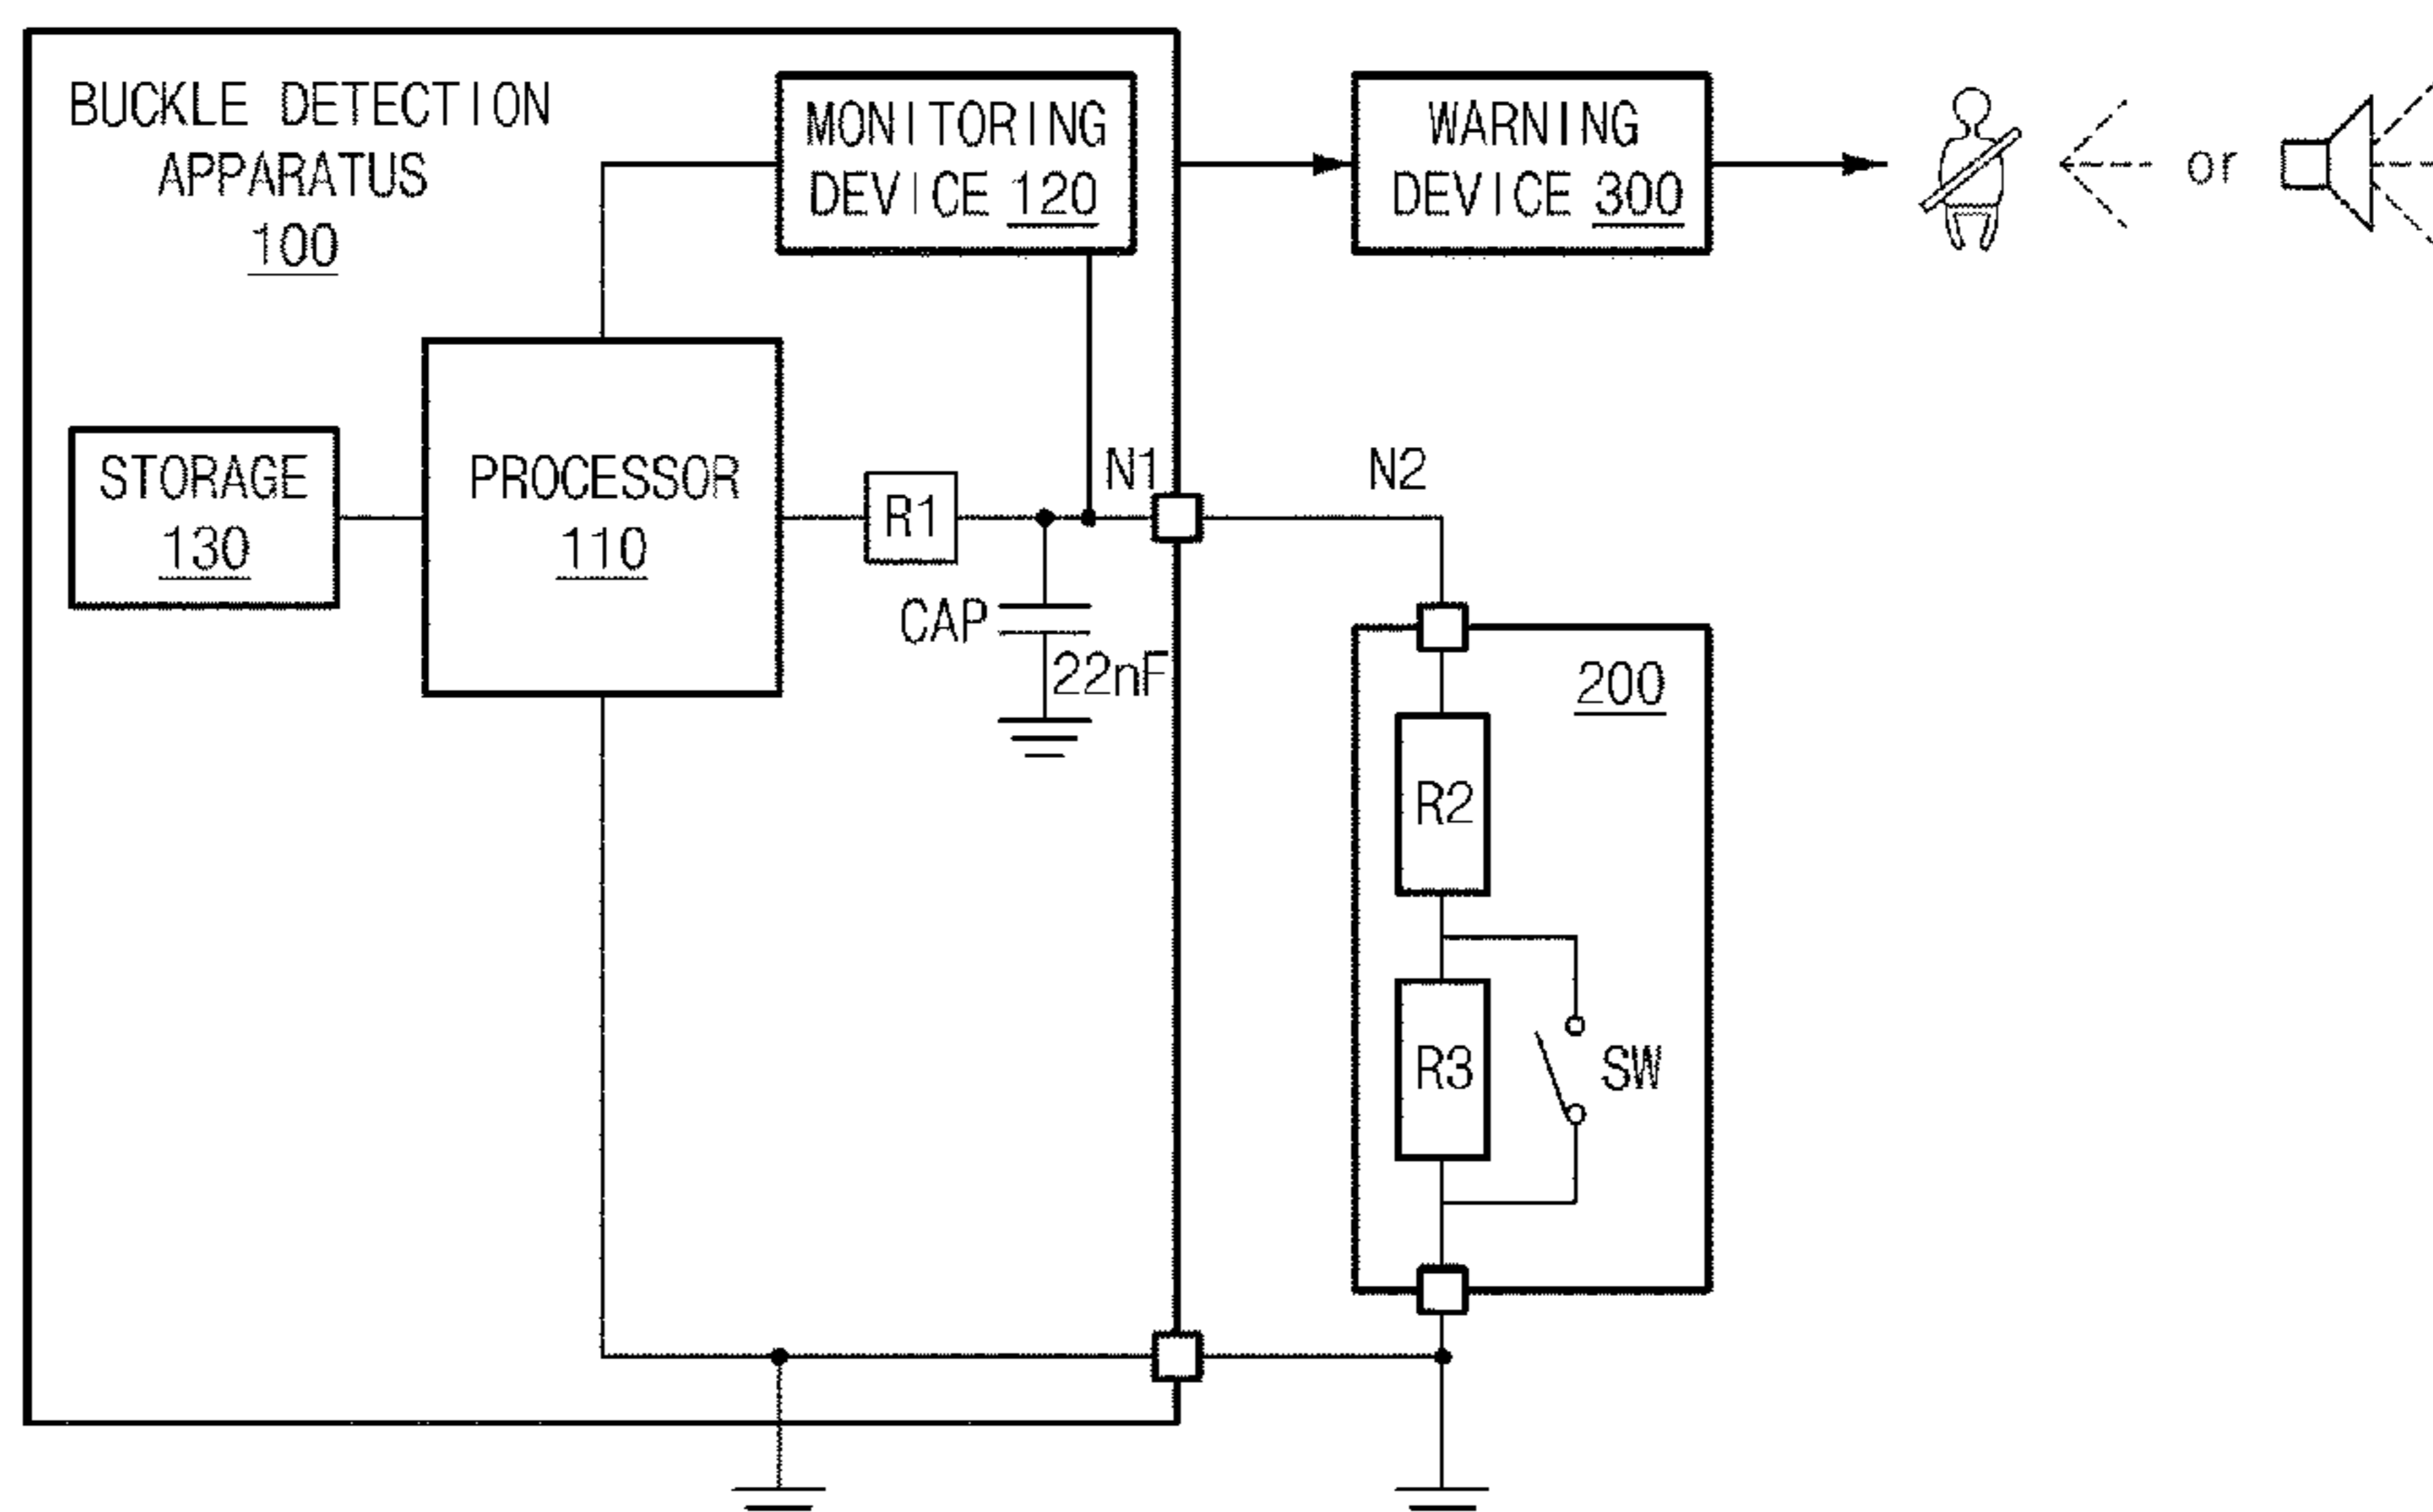 BUCKLE DETECTION
APPARATUS
100
MONITORING
DEVICE 120
WARNING
DEVICE 300
or
STORAGE
130
PROCESSOR
110
R1
N1
N2
CAP
22nF
200
R2
R3
SW